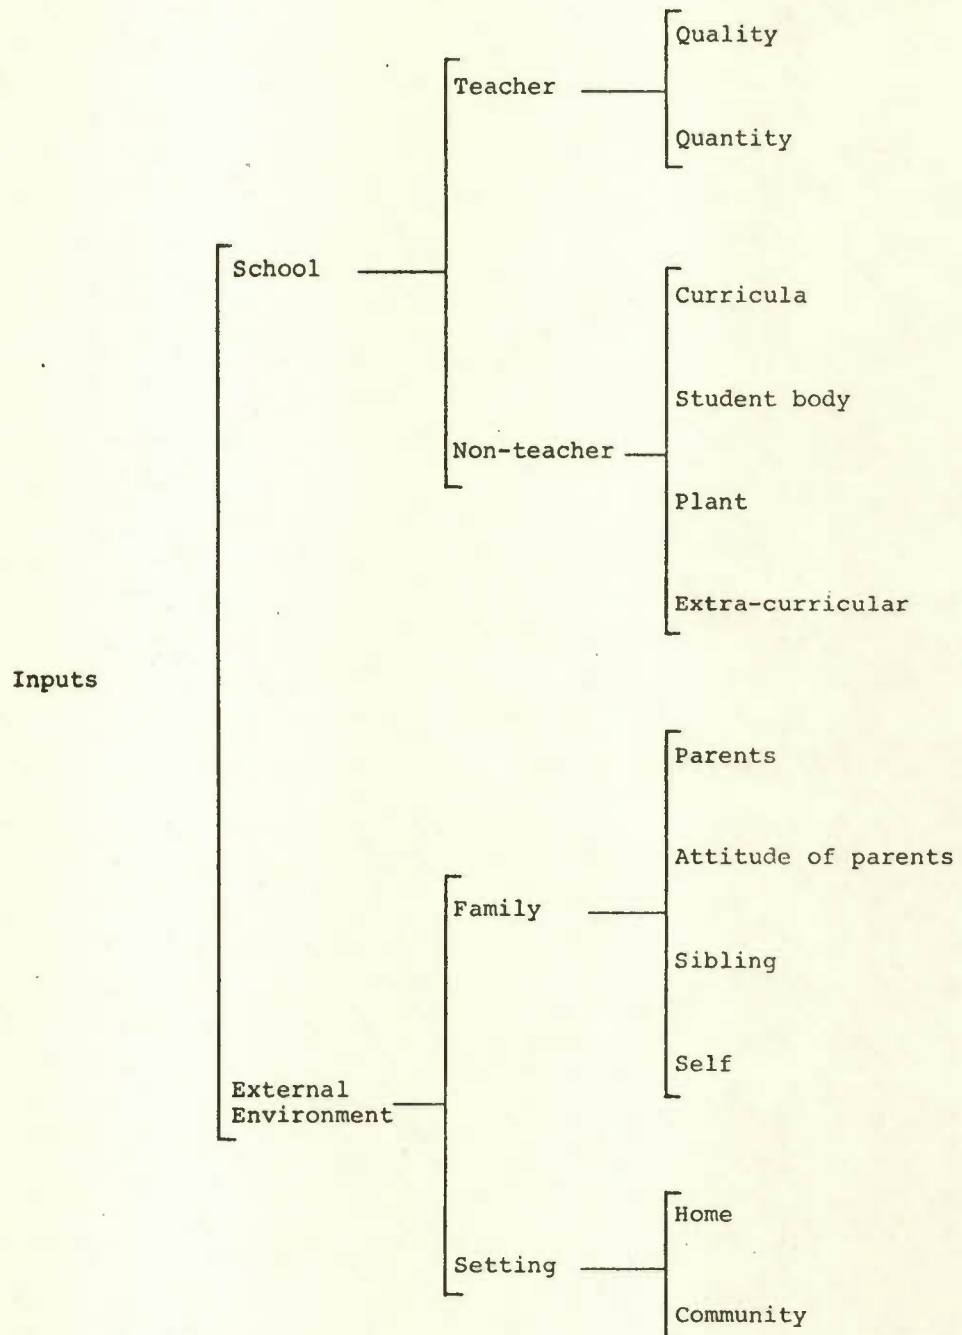 Quality
Teacher
Quantity
School
Curricula
Student body
Non-teacher
Plant
Extra-curricular
Inputs
Parents
Attitude of parents
Family
Sibling
Self
External
Environment
Home
Setting
Community